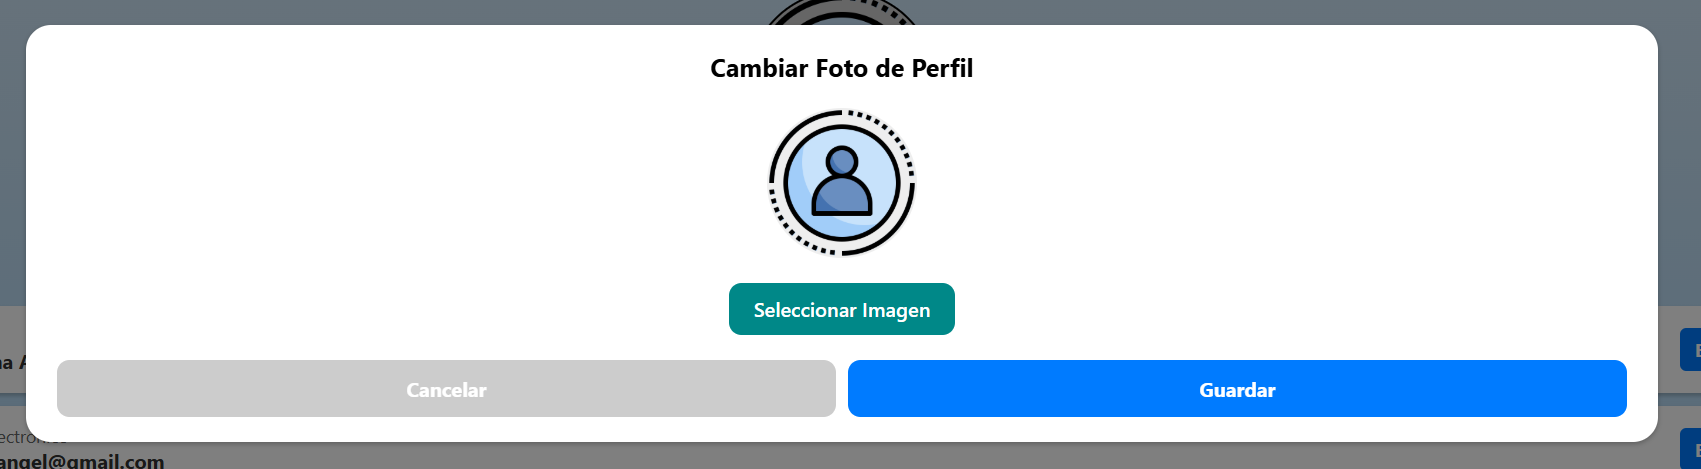 Cambiar Foto de Perfil
Seleccionar Imagen
Cancelar
Guardar
angel@gmail.com